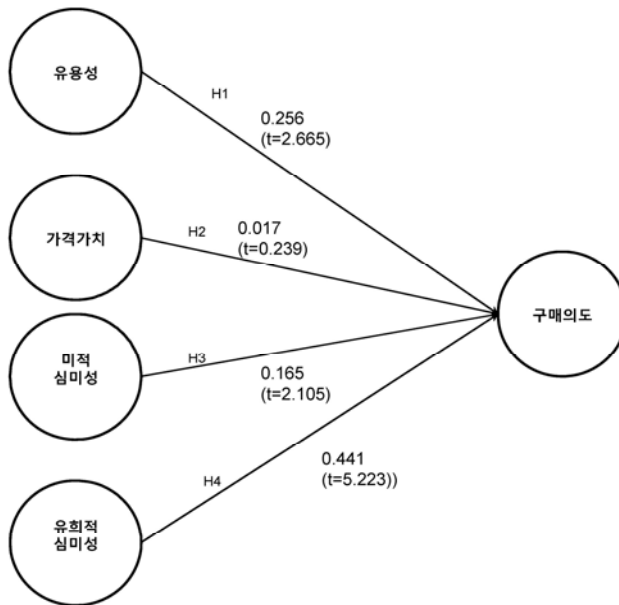 유용성
H1
0.256
(t=2.665)
가격가치
H2
0.017
(t=0.239)
구매의도
미적
심미성
H3
0.165
(t=2.105)
유희적
심미성
H4
0.441
(t=5.223))